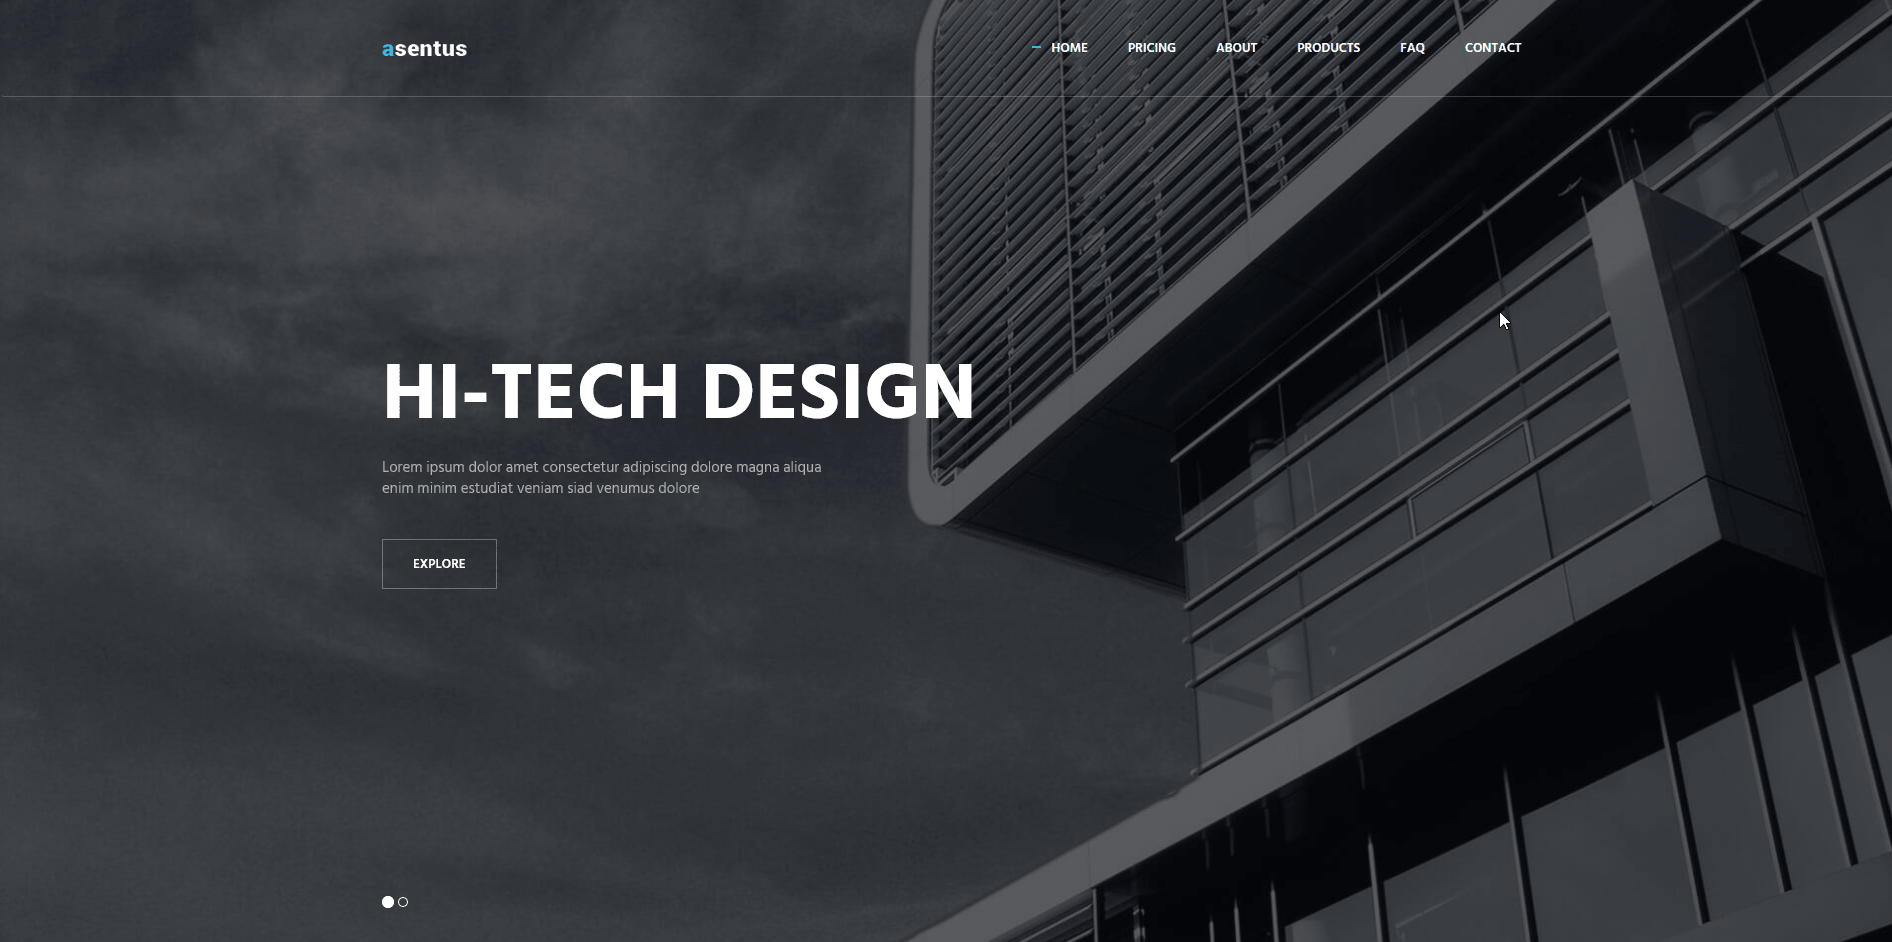 asentus
HOME PRICING ABOUT PRODUCTS FAQ CONTACT
HI-TECH DESIGN
Lorem ipsum dolor amet consectetur adipiscing dolore magna aliqua
enim minim estudiat veniam siad venumus dolore
EXPLORE